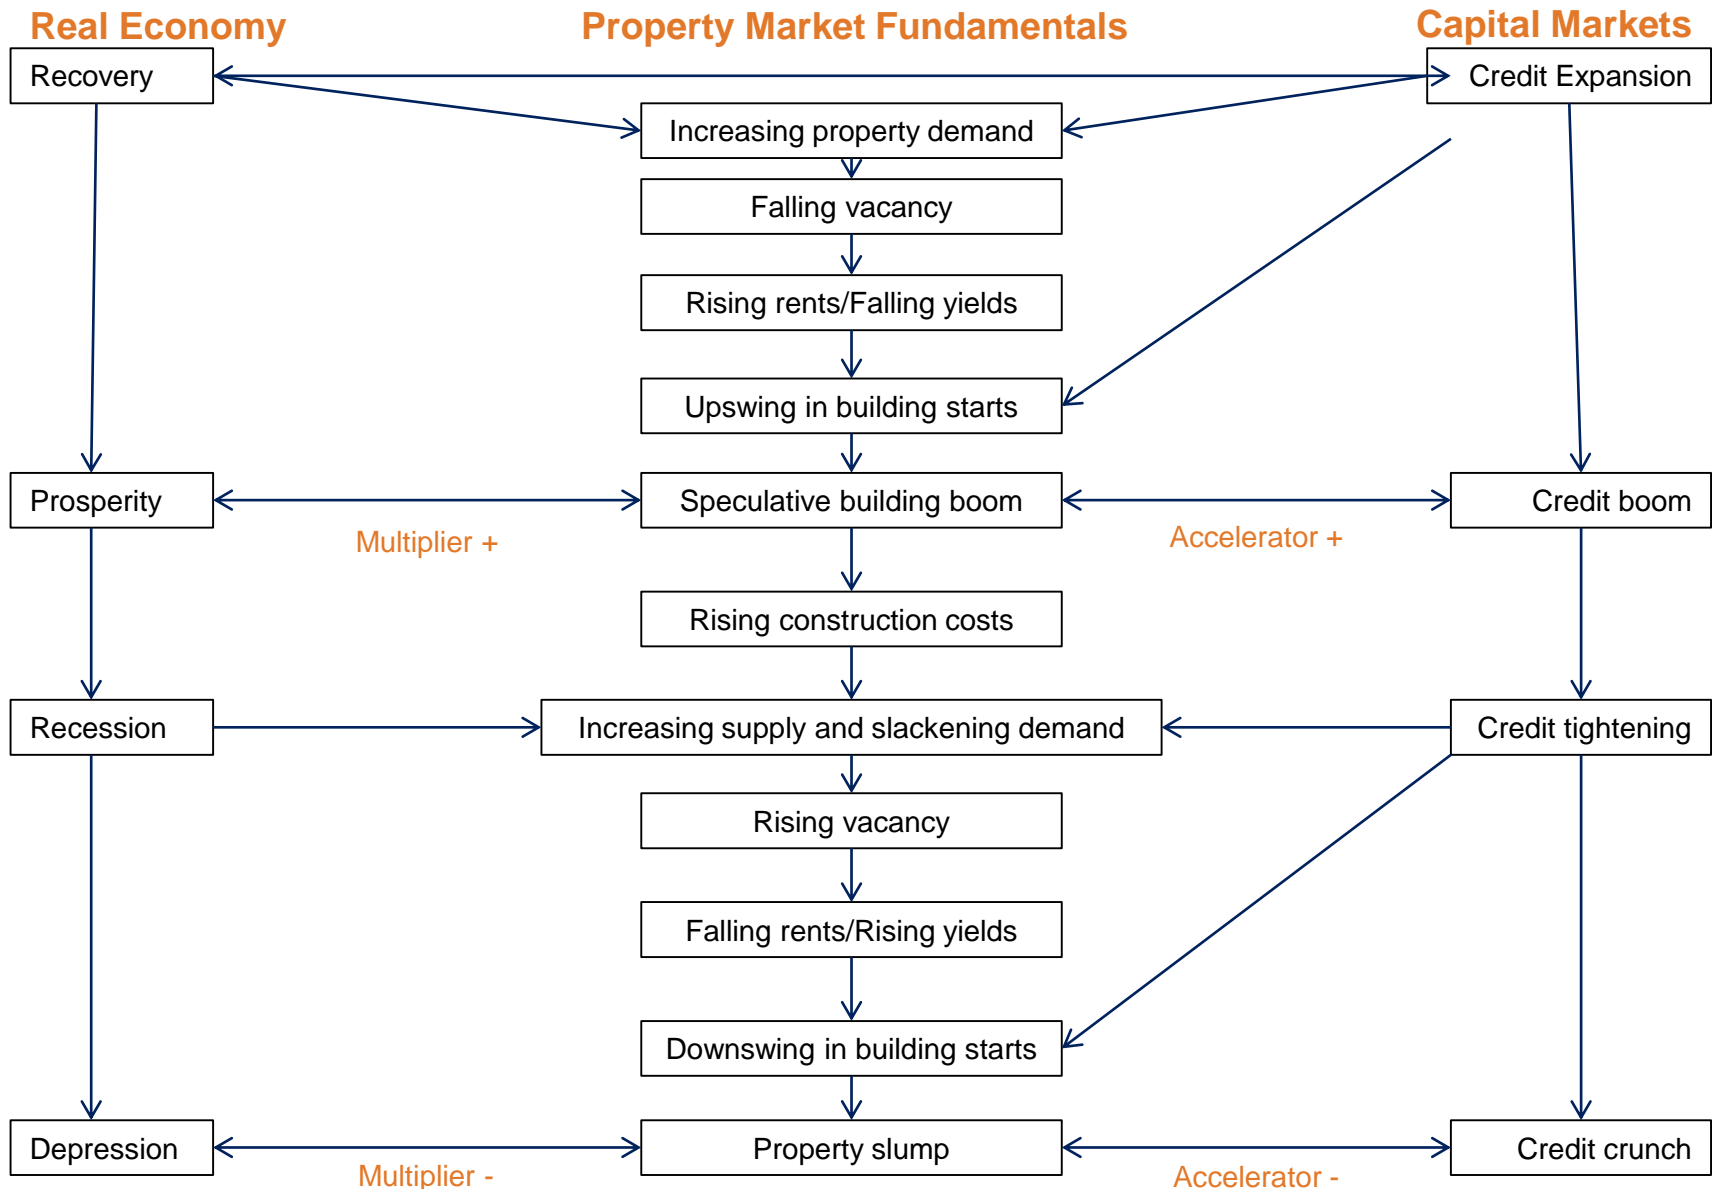 Real Economy
Property Market Fundamentals
Capital Markets
Recovery
Credit Expansion
Increasing property demand
Falling vacancy
Rising rents/Falling yields
Upswing in building starts
Prosperity
Speculative building boom
Credit boom
Multiplier +
Accelerator +
Rising construction costs
Recession
Increasing supply and slackening demand
Credit tightening
Rising vacancy
Falling rents/Rising yields
Downswing in building starts
Depression
Property slump
Credit crunch
Multiplier -
Accelerator -